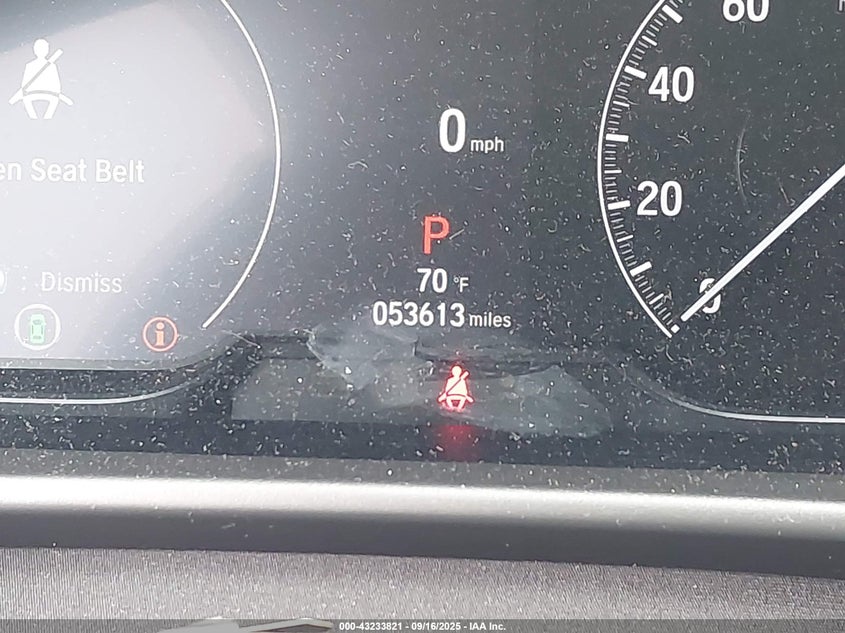 60
40
0 mph
en Seat Belt
20
P
: Dismiss
70 °F
0
053613 miles
000-43233821 - 09/16/2025 - IAA Inc.